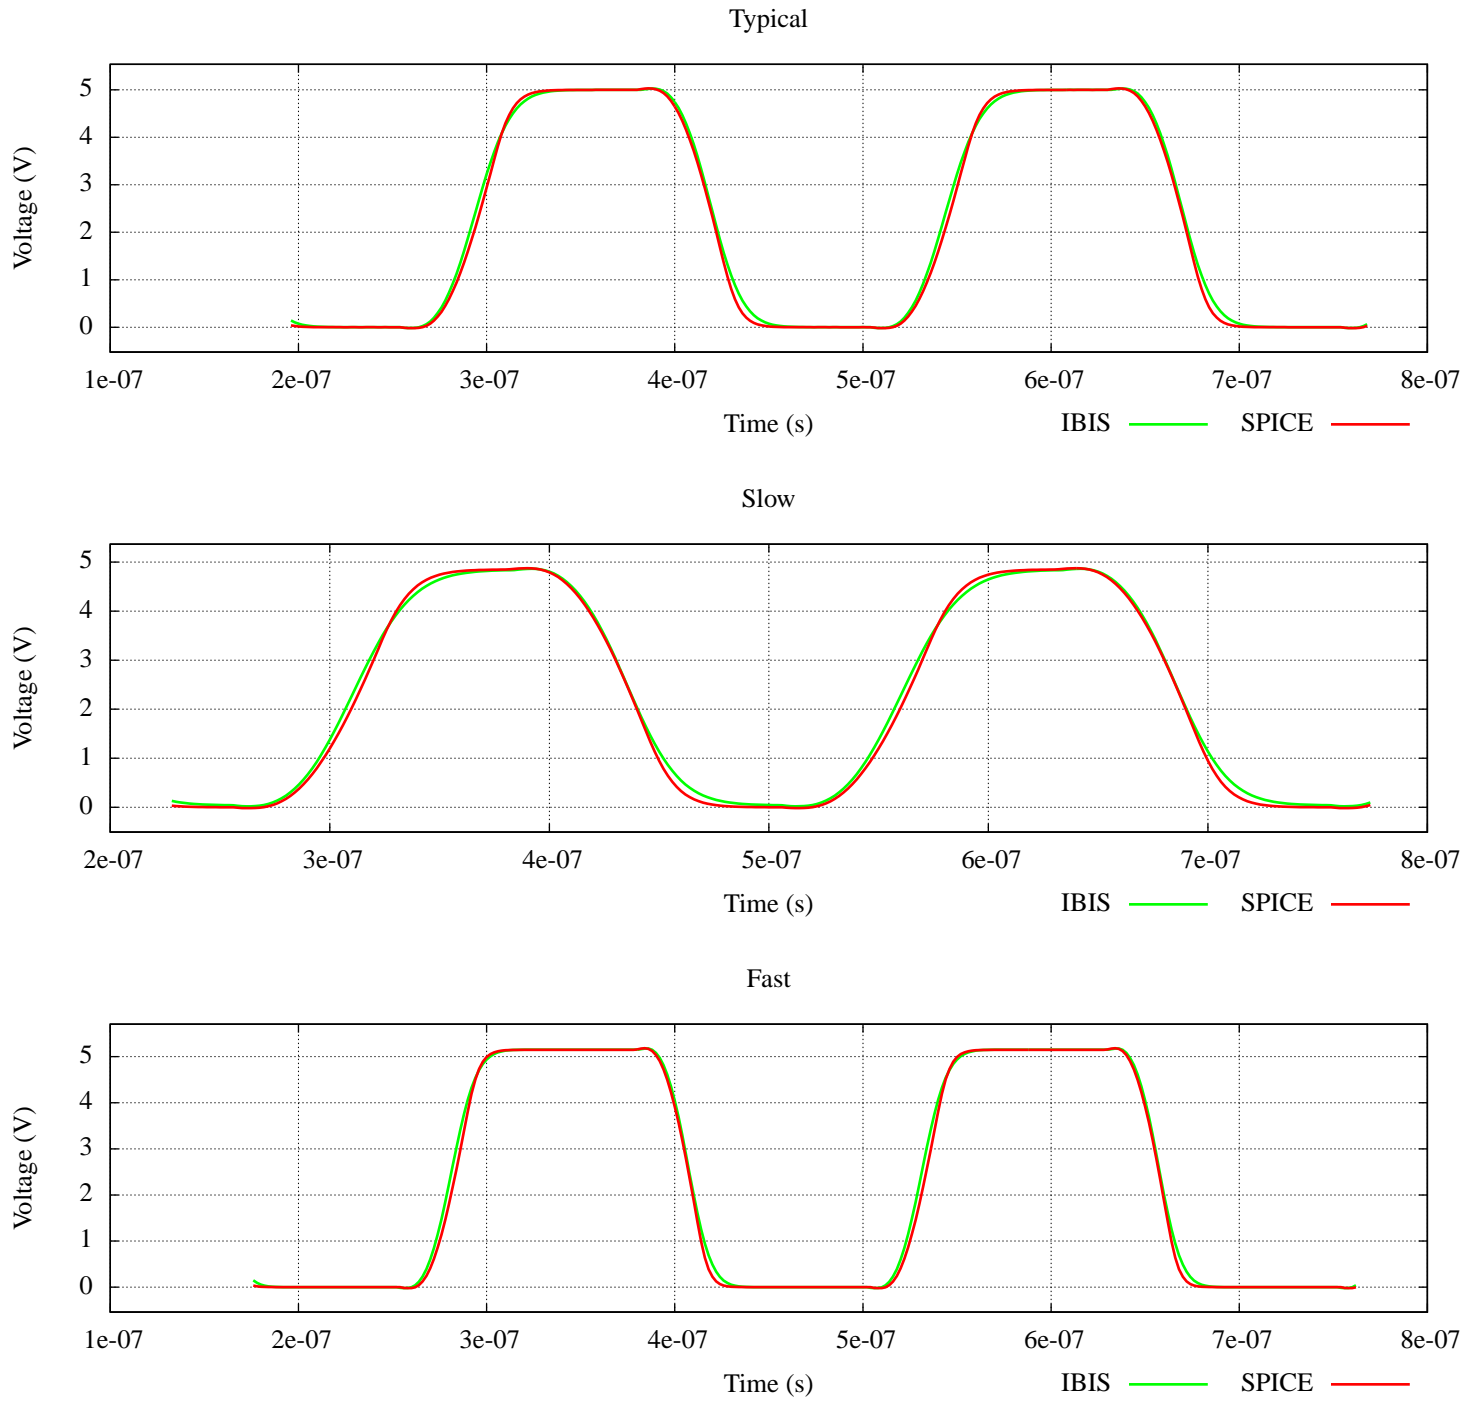 Typical
Voltage (V)
5
4
3
2
1
0
1e-07 2e-07 3e-07 4e-07 5e-07 6e-07 7e-07 8e-07
Time (s)
IBIS SPICE
Slow
Voltage (V)
5
4
3
2
1
0
2e-07 3e-07 4e-07 5e-07 6e-07 7e-07 8e-07
Time (s)
IBIS SPICE
Fast
Voltage (V)
5
4
3
2
1
0
1e-07 2e-07 3e-07 4e-07 5e-07 6e-07 7e-07 8e-07
Time (s)
IBIS SPICE